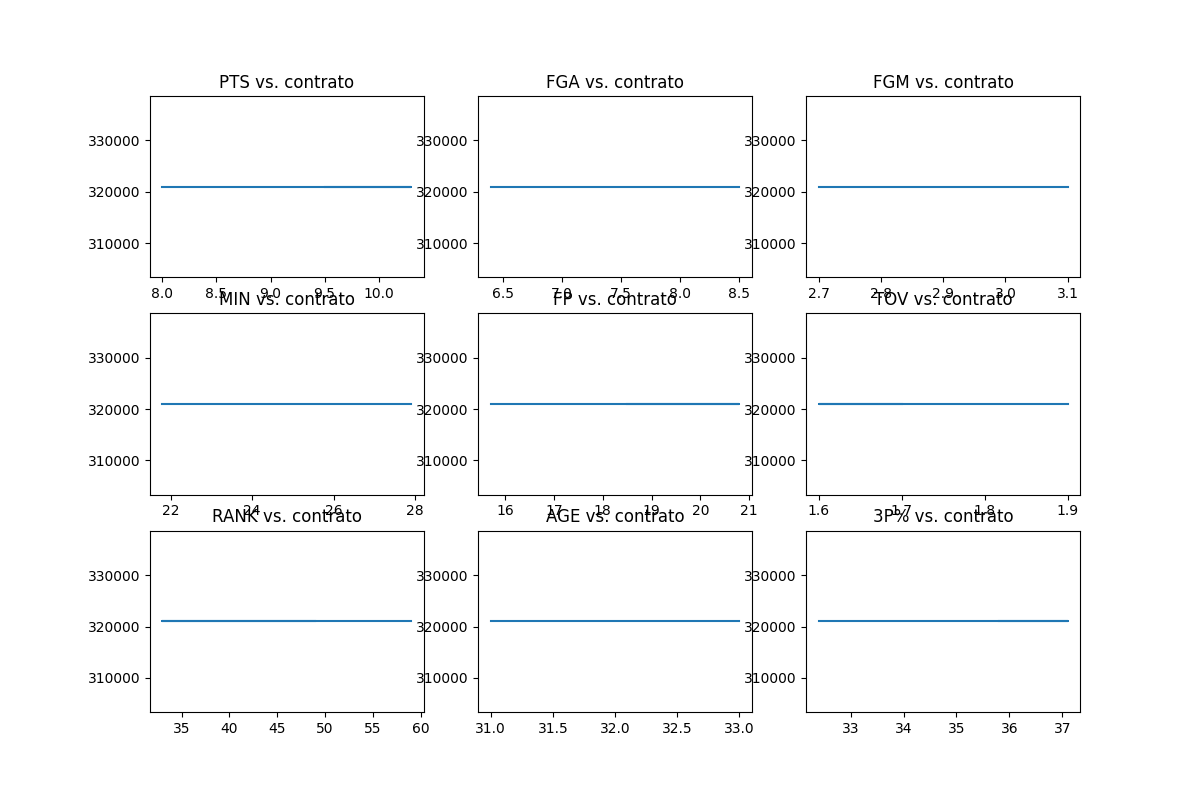 PTS vs. contrato FGA vs. contrato FGM vs. contrato
330000 330000 330000
320000 320000 320000
310000 310000 310000
8.0 8.5 9.0 9.5 10.0 6.5 7.0 7.5 8.0 8.5 2.7 2.8 2.9 3.0 3.1
MIN vs. contrato FP vs. contrato TOV vs. contrato
330000 330000 330000
320000 320000 320000
310000 310000 310000
22 24 26 28 16 17 18 19 20 21 1.6 1.7 1.8 1.9
RANK vs. contrato AGE vs. contrato 3P% vs. contrato
330000 330000 330000
320000 320000 320000
310000 310000 310000
35 40 45 50 55 60 31.0 31.5 32.0 32.5 33.0 33 34 35 36 37